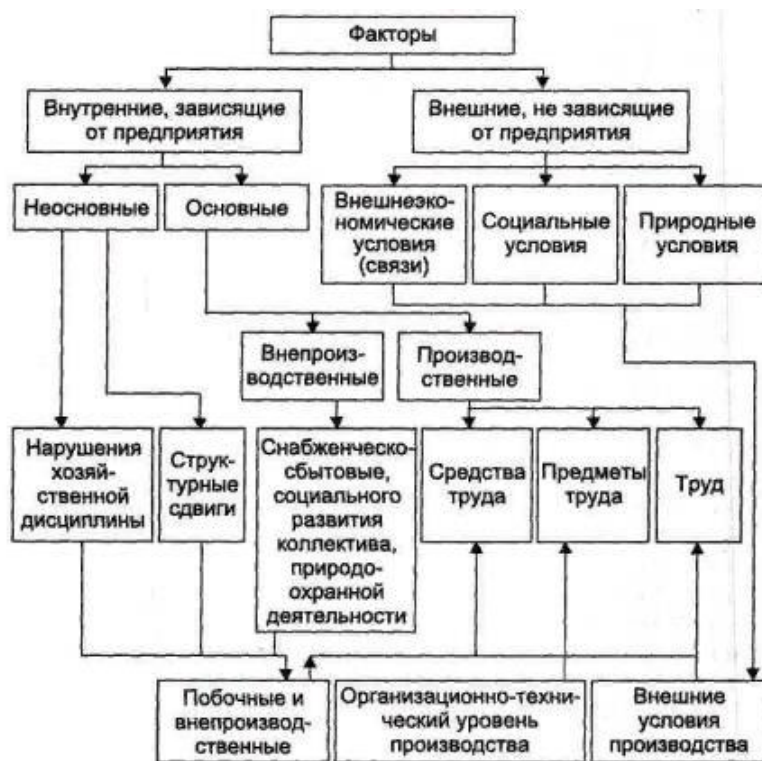 Факторы
Внутренние, зависящие
от предприятия
Внешние, не зависящие
от предприятия
Неосновные
Основные
Внешнеэко-
номические
условия
(связи)
Социальные
условия
Природные
условия
Внепроиз-
водственные
Производ-
ственные
Нарушения
хозяй-
ственной
дисциплины
Струк-
турные
сдвиги
Снабженческо-
сбытовые,
социального
развития
коллектива,
природо-
охранной
деятельности
Средства
труда
Предметы
труда
Труд
Побочные и
внепроизвод-
ственные
Организационно-техни-
ческий уровень
производства
Внешние
условия
производства